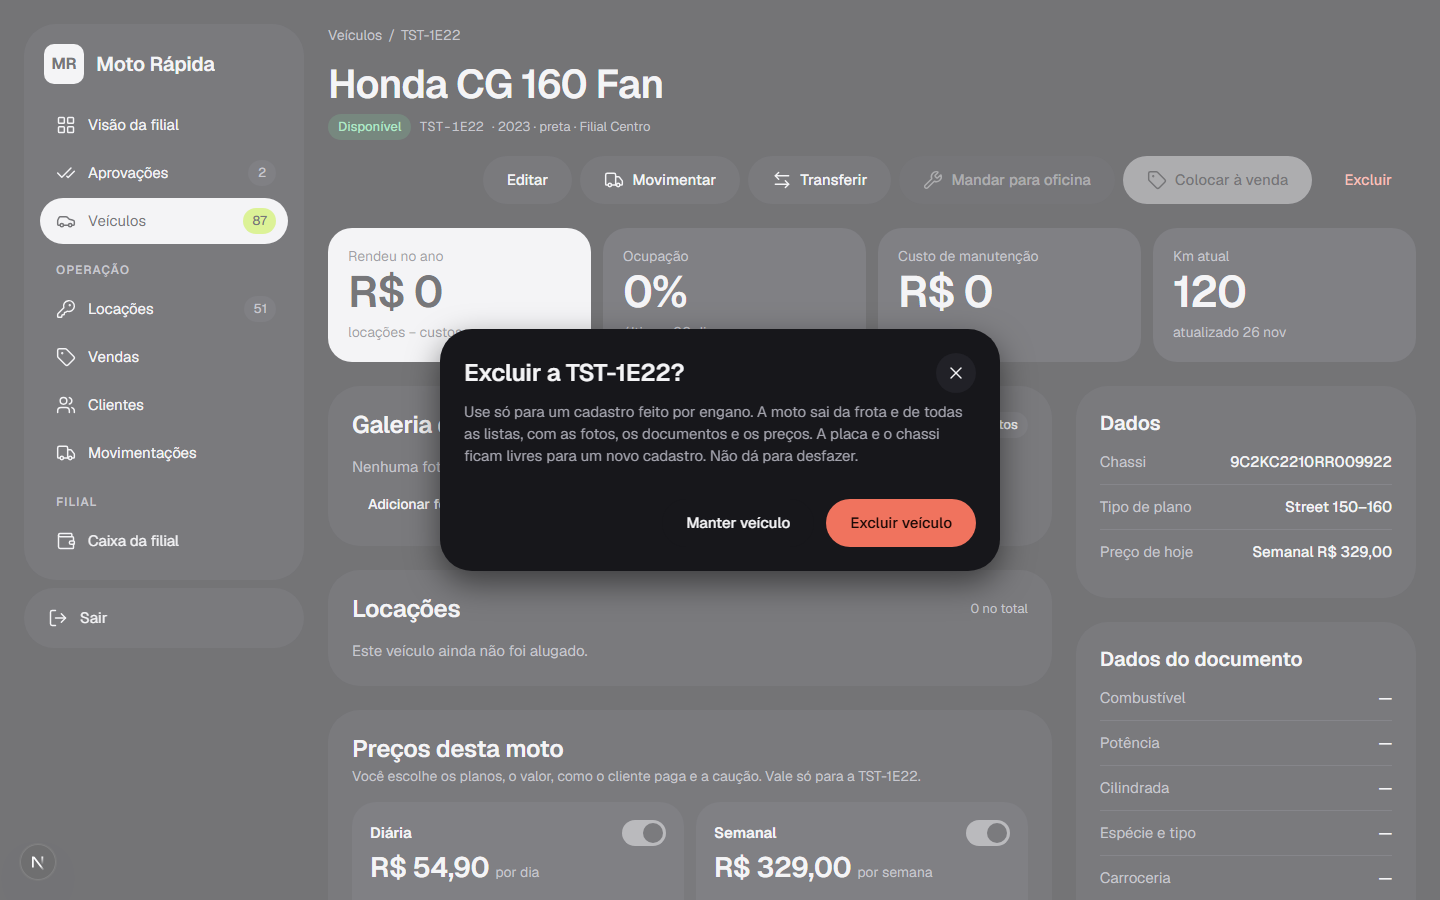 MR Moto Rápida
Visão da filial
Aprovações 2
Veículos 87
OPERAÇÃO
Locações 51
Vendas
Clientes
Movimentações
FILIAL
Caixa da filial
Sair
N
Veículos / TST-1E22
Honda CG 160 Fan
Disponível TST-1E22 · 2023 · preta · Filial Centro
Editar Movimentar Transferir Mandar para oficina Colocar à venda Excluir
Rendeu no ano
R$ 0
locações – custos
Ocupação
0%
Custo de manutenção
R$ 0
Km atual
120
atualizado 26 nov
Excluir a TST-1E22?
Use só para um cadastro feito por engano. A moto sai da frota e de todas
as listas, com as fotos, os documentos e os preços. A placa e o chassi
ficam livres para um novo cadastro. Não dá para desfazer.
Manter veículo Excluir veículo
Galeria
Nenhuma
Adicionar
Locações 0 no total
Este veículo ainda não foi alugado.
Preços desta moto
Você escolhe os planos, o valor, como o cliente paga e a caução. Vale só para a TST-1E22.
Diária
R$ 54,90 por dia
Semanal
R$ 329,00 por semana
Dados
Chassi 9C2KC2210RR009922
Tipo de plano Street 150–160
Preço de hoje Semanal R$ 329,00
Dados do documento
Combustível —
Potência —
Cilindrada —
Espécie e tipo —
Carroceria —